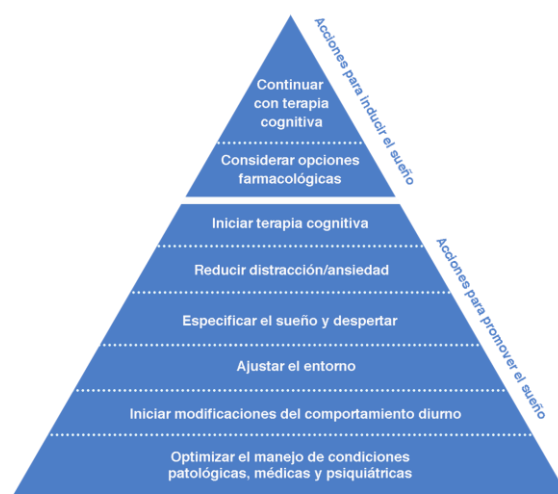 Continuar
con terapia
cognitiva
Considerar opciones
farmacológicas
Acciones para inducir el sueño
Iniciar terapia cognitiva
Reducir distracción/ansiedad
Especificar el sueño y despertar
Ajustar el entorno
Iniciar modificaciones del comportamiento diurno
Optimizar el manejo de condiciones
patológicas, médicas y psiquiátricas
Acciones para promover el sueño